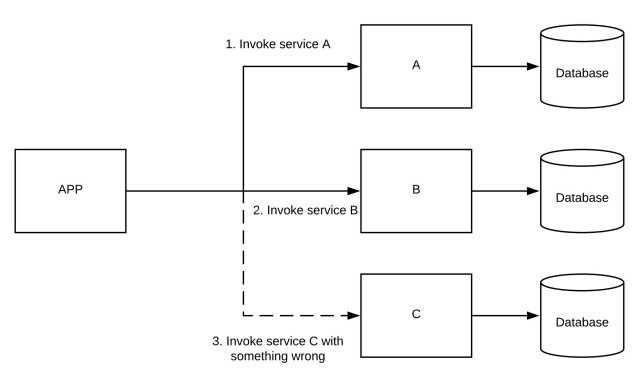 1. Invoke service A
A
Database
APP
B
Database
2. Invoke service B
C
Database
3. Invoke service C with
something wrong